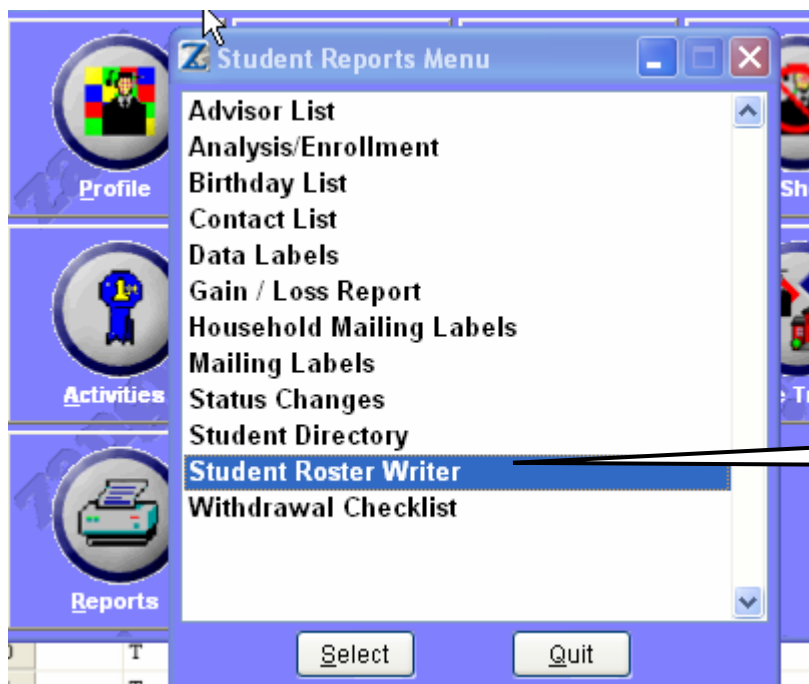 Student Reports Menu
Advisor List
Analysis/Enrollment
Birthday List
Contact List
Data Labels
Gain / Loss Report
Household Mailing Labels
Mailing Labels
Status Changes
Student Directory
Student Roster Writer
Withdrawal Checklist
Select Quit
Profile
Activities
Reports
T